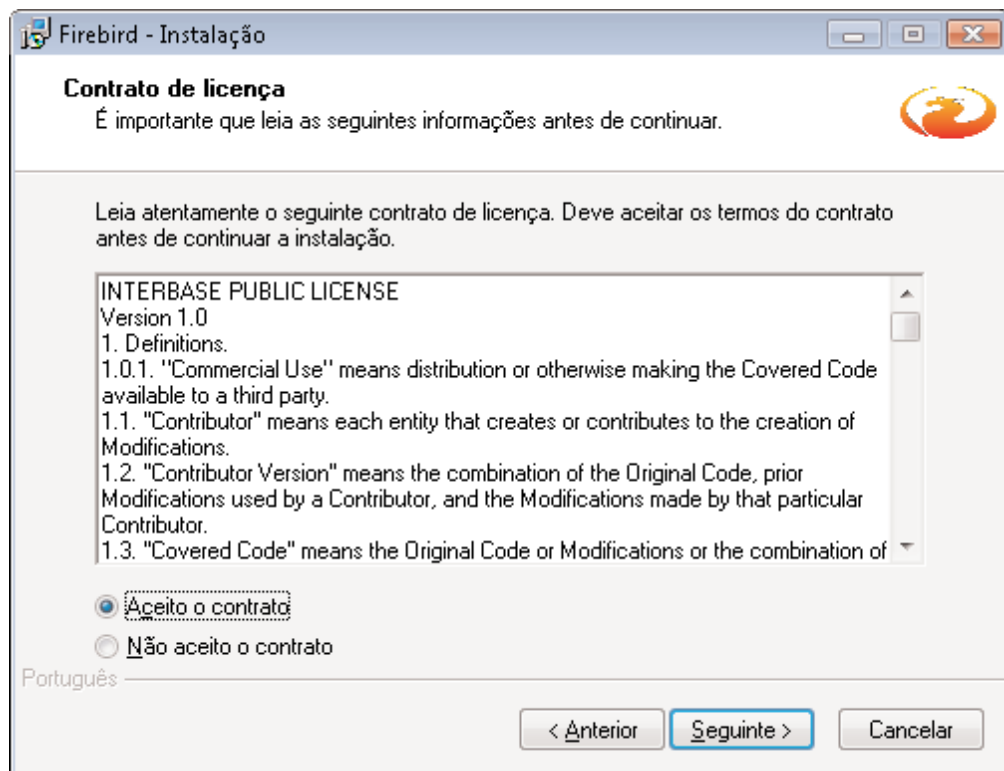 Firebird - Instalação
Contrato de licença
É importante que leia as seguintes informações antes de continuar.
Leia atentamente o seguinte contrato de licença. Deve aceitar os termos do contrato
antes de continuar a instalação.
INTERBASE PUBLIC LICENSE
Version 1.0
1. Definitions.
1.0.1. "Commercial Use" means distribution or otherwise making the Covered Code
available to a third party.
1.1. "Contributor" means each entity that creates or contributes to the creation of
Modifications.
1.2. "Contributor Version" means the combination of the Original Code, prior
Modifications used by a Contributor, and the Modifications made by that particular
Contributor.
1.3. "Covered Code" means the Original Code or Modifications or the combination of
Aceito o contrato
Não aceito o contrato
Português
< Anterior
Seguinte >
Cancelar